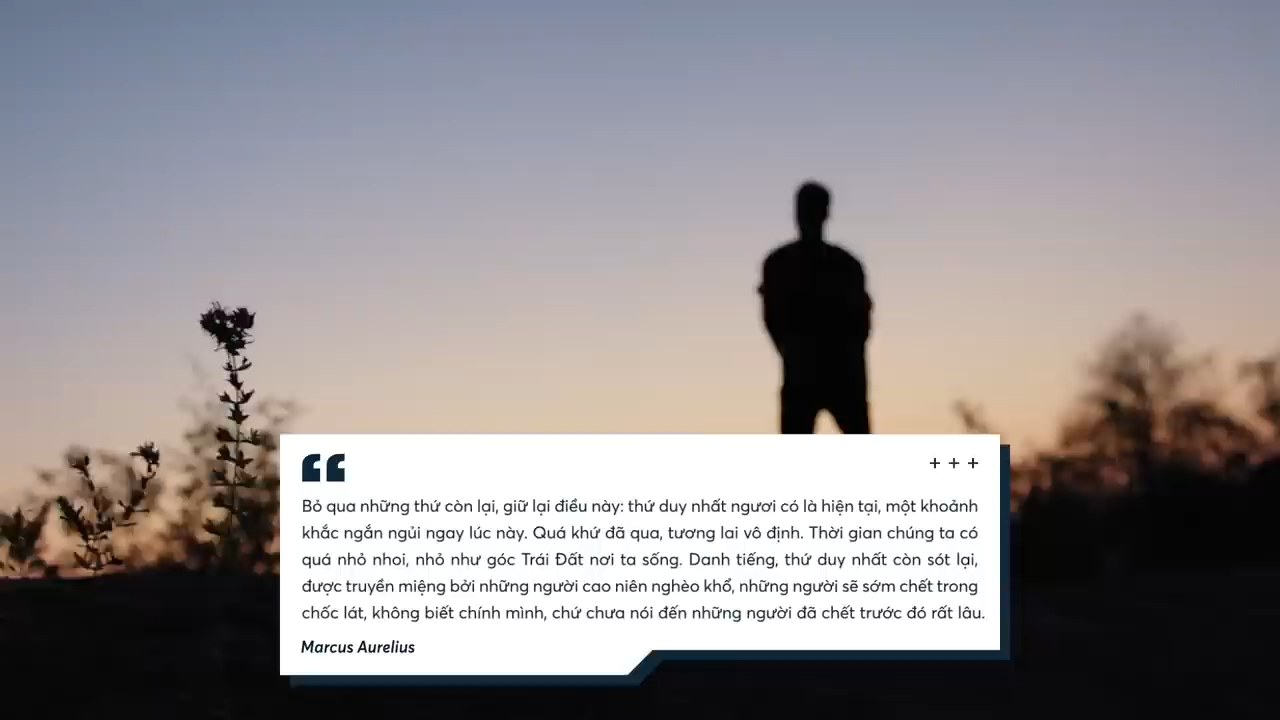 Bỏ qua những thứ còn lại, giữ lại điều này: thứ duy nhất ngươi có là hiện tại, một khoảnh
khắc ngắn ngủi ngay lúc này. Quá khứ đã qua, tương lai vô định. Thời gian chúng ta có
quá nhỏ nhoi, nhỏ như góc Trái Đất nơi ta sống. Danh tiếng, thứ duy nhất còn sót lại,
được truyền miệng bởi những người cao niên nghèo khổ, những người sẽ sớm chết trong
chốc lát, không biết chính mình, chứ chưa nói đến những người đã chết trước đó rất lâu.
Marcus Aurelius